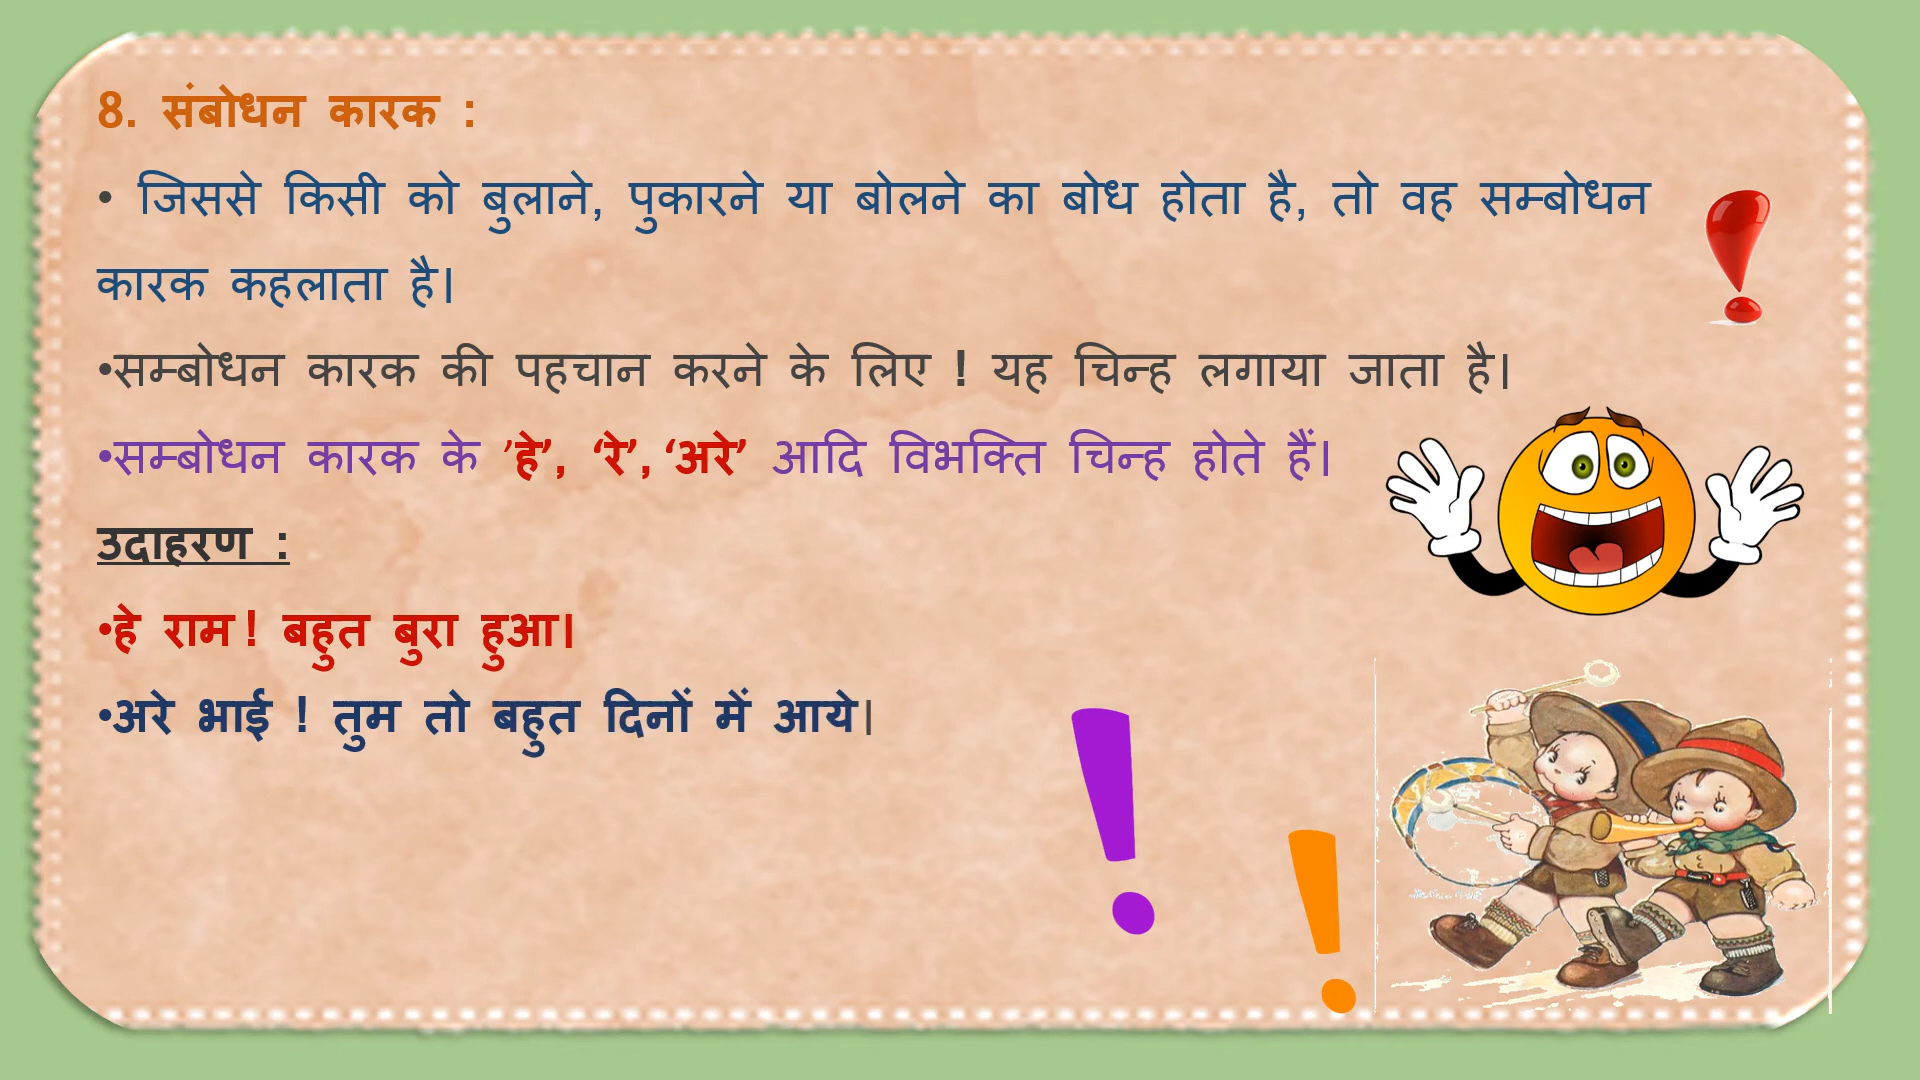 8. संबोधन कारक :
• जिससे किसी को बुलाने, पुकारने या बोलने का बोध होता है, तो वह सम्बोधन
कारक कहलाता है।
•सम्बोधन कारक की पहचान करने के लिए ! यह चिन्ह लगाया जाता है।
•सम्बोधन कारक के ’हे’, ‘रे’, ‘अरे’ आदि विभक्ति चिन्ह होते हैं।
उदाहरण :
•हे राम ! बहुत बुरा हुआ।
•अरे भाई ! तुम तो बहुत दिनों में आये।